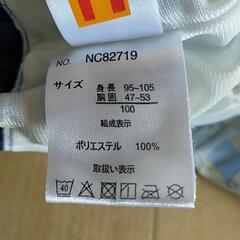 NO. NC82719
サイズ 身長 95~105
胸囲 47~53
100
組成表示
ポリエステル 100%
取扱い表示
40